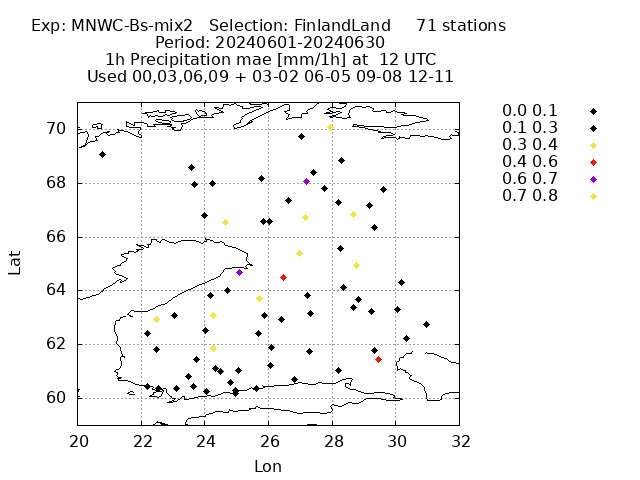 Exp: MNWC-Bs-mix2   Selection: FinlandLand     71 stations
Period: 20240601-20240630
1h Precipitation mae [mm/1h] at  12 UTC
Used 00,03,06,09 + 03-02 06-05 09-08 12-11
0.0 0.1
0.1 0.3
0.3 0.4
0.4 0.6
0.6 0.7
0.7 0.8
70
68
66
64
62
60
Lat
20 22 24 26 28 30 32
Lon